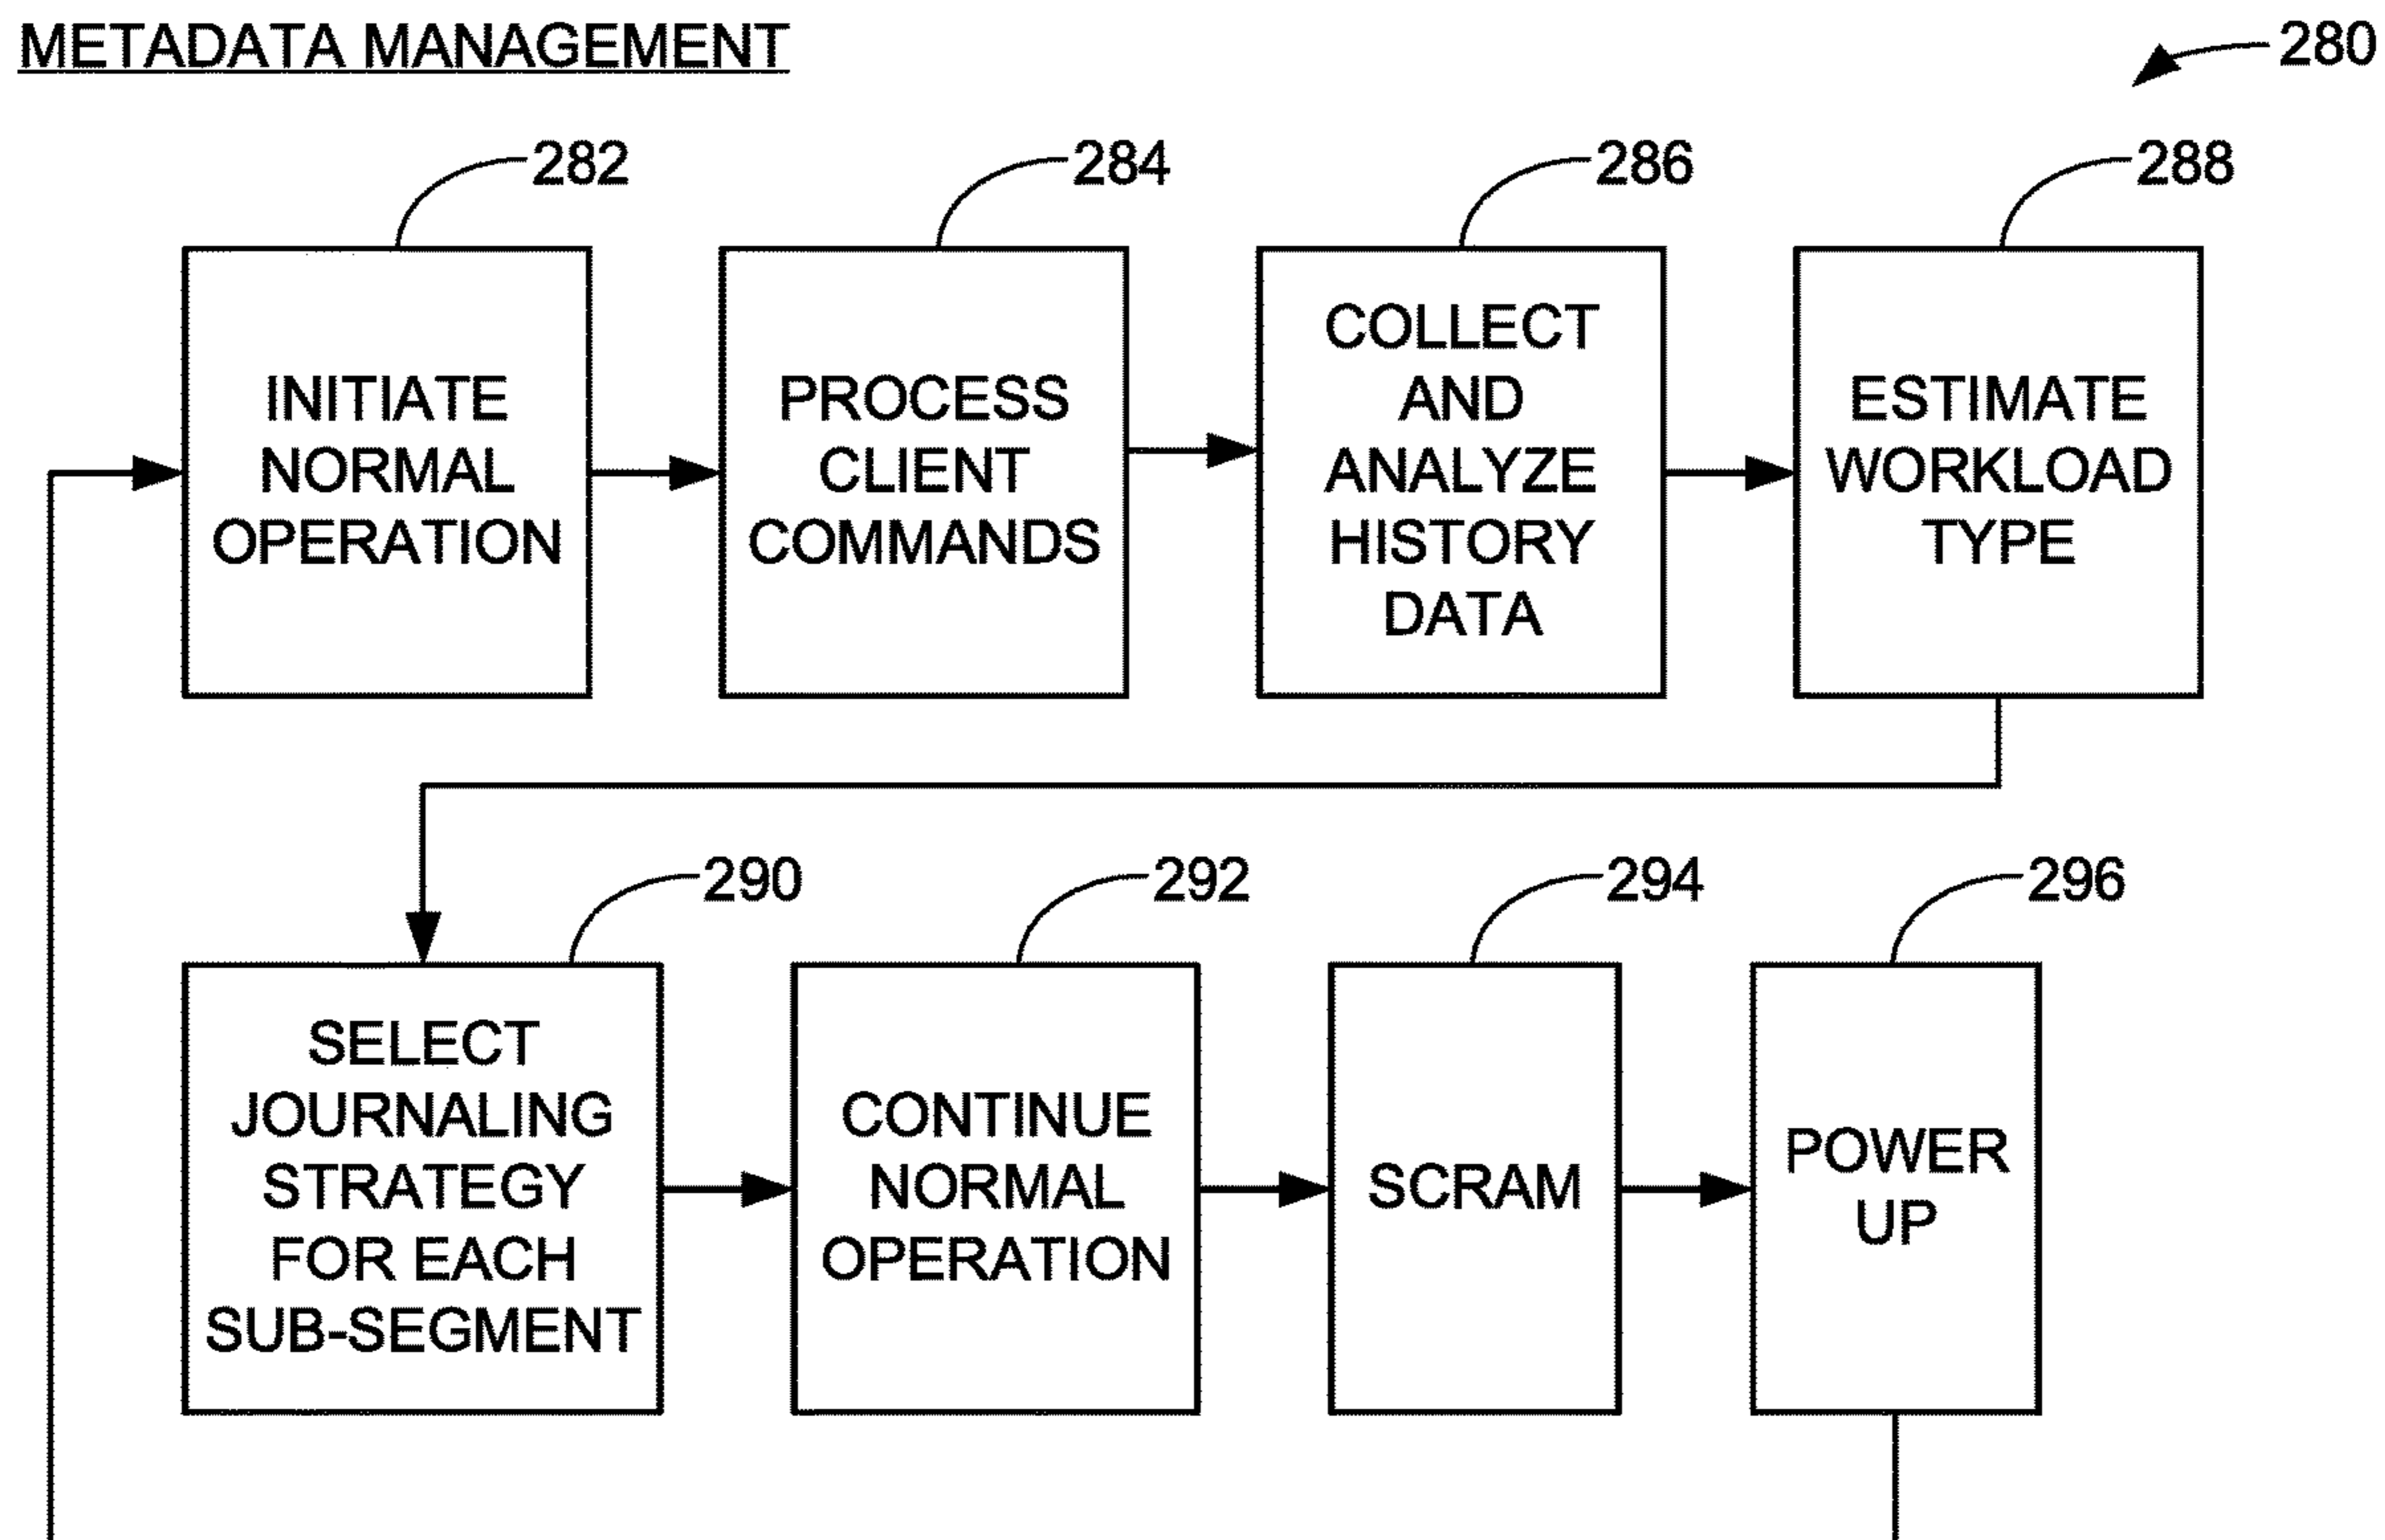 METADATA MANAGEMENT
280
282
284
286
288
INITIATE
NORMAL
OPERATION
PROCESS
CLIENT
COMMANDS
COLLECT
AND
ANALYZE
HISTORY
DATA
ESTIMATE
WORKLOAD
TYPE
290
292
294
296
SELECT
JOURNALING
STRATEGY
FOR EACH
SUB-SEGMENT
CONTINUE
NORMAL
OPERATION
SCRAM
POWER
UP